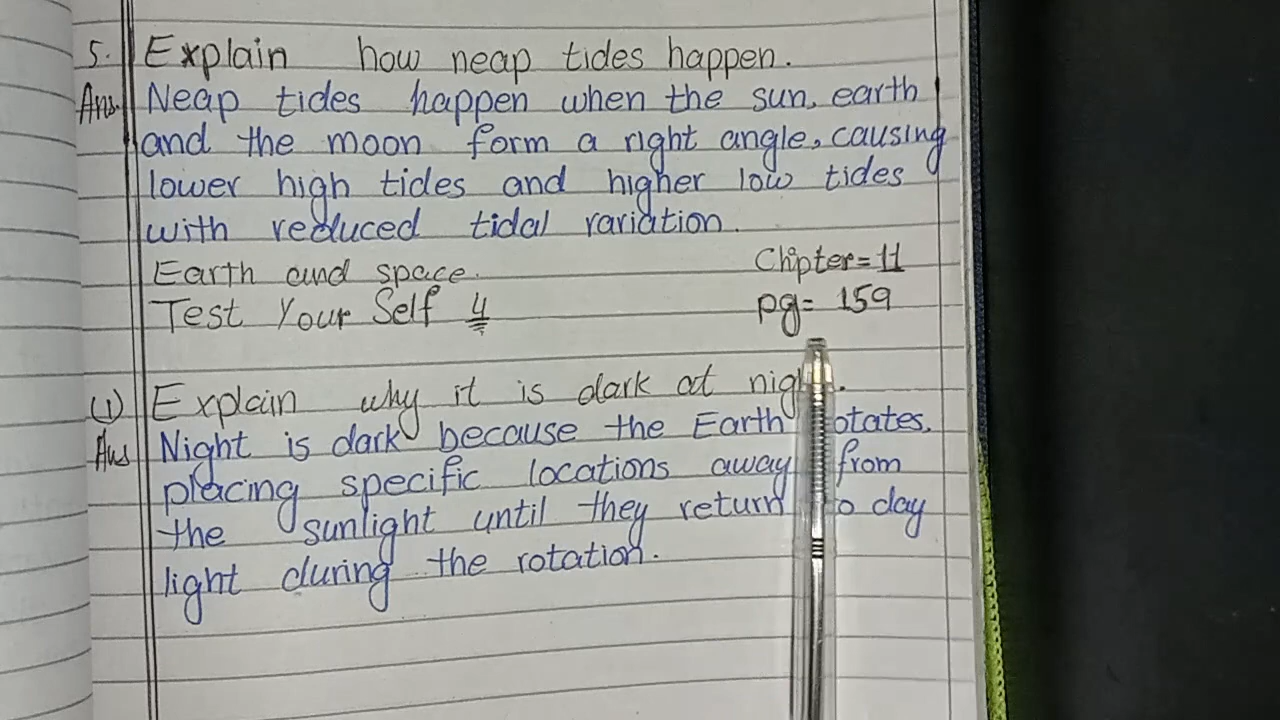 5. Explain how neap tides happen.
Ans. Neap tides happen when the sun, earth
and the moon form a right angle, causing
lower high tides and higher low tides
with reduced tidal variation.
Earth and space. Chipter = 11
Test Your Self 4 pg = 159
(1) Explain why it is dark at nigh.
Ans Night is dark because the Earth otates.
placing specific locations away from
the sunlight until they return to day
light during the rotation.